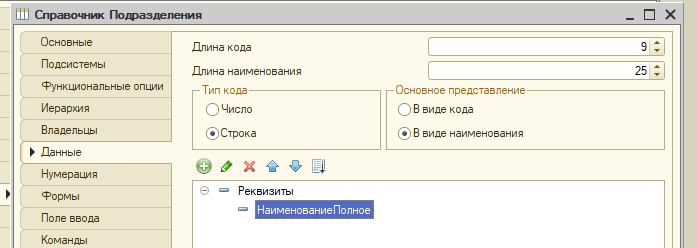 Справочник Подразделения
Основные
Подсистемы
Функциональные опции
Иерархия
Владельцы
Данные
Нумерация
Формы
Поле ввода
Команды
Длина кода 9
Длина наименования 25
Тип кода
Число
Строка
Основное представление
В виде кода
В виде наименования
Реквизиты
НаименованиеПолное